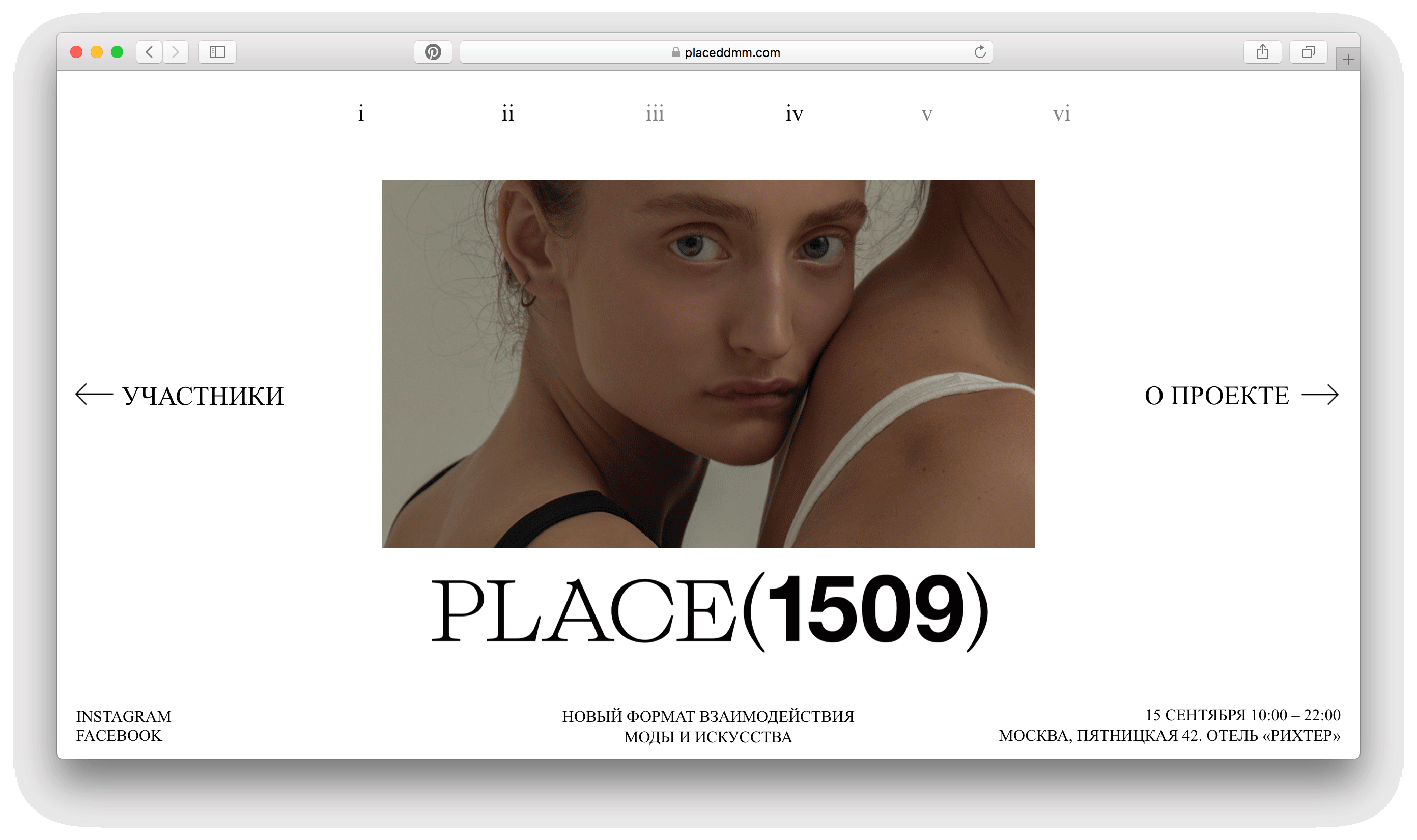 placeddmm.com
i ii iii iv v vi
← УЧАСТНИКИ
О ПРОЕКТЕ →
PLACE(1509)
INSTAGRAM
FACEBOOK
НОВЫЙ ФОРМАТ ВЗАИМОДЕЙСТВИЯ
МОДЫ И ИСКУССТВА
15 СЕНТЯБРЯ 10:00 – 22:00
МОСКВА, ПЯТНИЦКАЯ 42. ОТЕЛЬ «РИХТЕР»